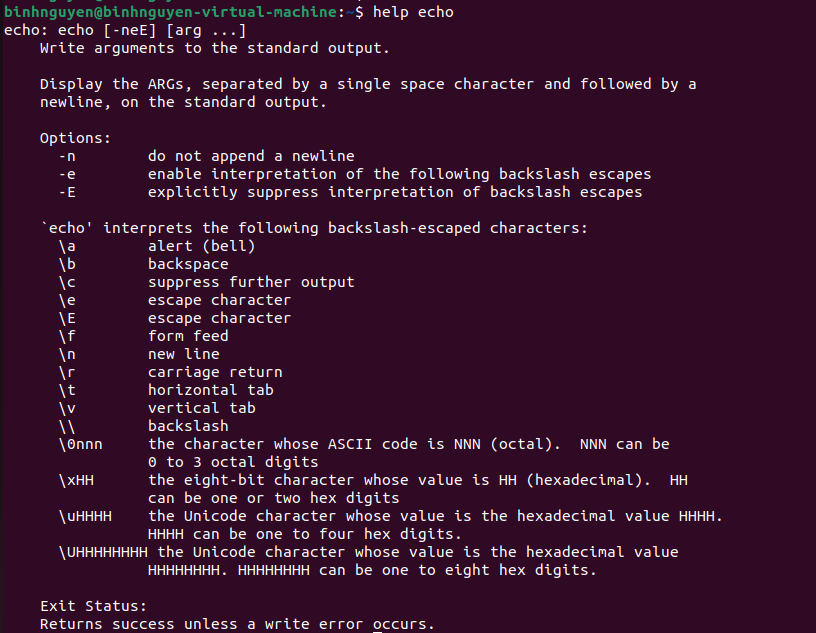 binhnguyen@binhnguyen-virtual-machine:~$ help echo
echo: echo [-neE] [arg ...]
    Write arguments to the standard output.

    Display the ARGs, separated by a single space character and followed by a
    newline, on the standard output.

    Options:
      -n        do not append a newline
      -e        enable interpretation of the following backslash escapes
      -E        explicitly suppress interpretation of backslash escapes

    `echo' interprets the following backslash-escaped characters:
      \a        alert (bell)
      \b        backspace
      \c        suppress further output
      \e        escape character
      \E        escape character
      \f        form feed
      \n        new line
      \r        carriage return
      \t        horizontal tab
      \v        vertical tab
      \\        backslash
      \0nnn     the character whose ASCII code is NNN (octal).  NNN can be
                0 to 3 octal digits
      \xHH      the eight-bit character whose value is HH (hexadecimal).  HH
                can be one or two hex digits
      \uHHHH    the Unicode character whose value is the hexadecimal value HHHH.
                HHHH can be one to four hex digits.
      \UHHHHHHHH the Unicode character whose value is the hexadecimal value
                HHHHHHHH. HHHHHHHH can be one to eight hex digits.

    Exit Status:
    Returns success unless a write error occurs.